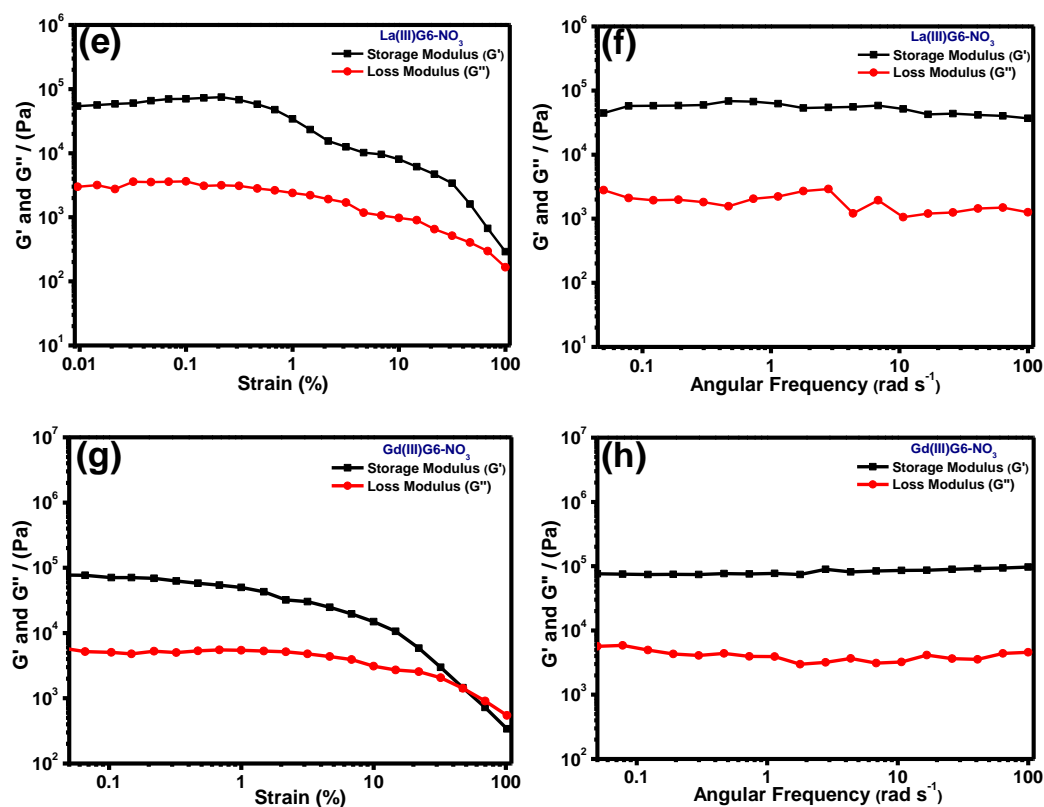 (e)
La(III)G6-NO3
Storage Modulus (G')
Loss Modulus (G'')
10^6
10^5
10^4
10^3
10^2
10^1
G' and G'' / (Pa)
0.01
0.1
1
10
100
Strain (%)
(f)
La(III)G6-NO3
Storage Modulus (G')
Loss Modulus (G'')
10^6
10^5
10^4
10^3
10^2
10^1
G' and G'' / (Pa)
0.1
1
10
100
Angular Frequency (rad s-1)
(g)
Gd(III)G6-NO3
Storage Modulus (G')
Loss Modulus (G'')
10^7
10^6
10^5
10^4
10^3
10^2
G' and G'' / (Pa)
0.1
1
10
100
Strain (%)
(h)
Gd(III)G6-NO3
Storage Modulus (G')
Loss Modulus (G'')
10^7
10^6
10^5
10^4
10^3
10^2
G' and G'' / (Pa)
0.1
1
10
100
Angular Frequency (rad s-1)